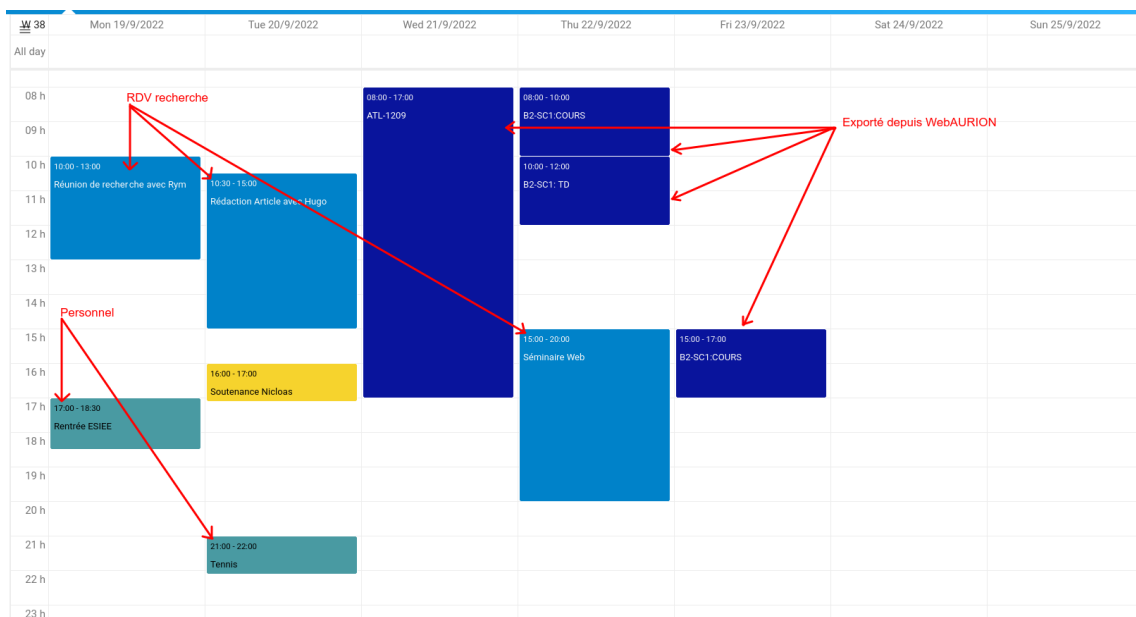 W 38
Mon 19/9/2022
Tue 20/9/2022
Wed 21/9/2022
Thu 22/9/2022
Fri 23/9/2022
Sat 24/9/2022
Sun 25/9/2022
All day
08 h
09 h
10 h
11 h
12 h
13 h
14 h
15 h
16 h
17 h
18 h
19 h
20 h
21 h
22 h
23 h
RDV recherche
10:00 - 13:00
Réunion de recherche avec Rym
Personnel
17:00 - 18:30
Rentrée ESIEE
10:30 - 15:00
Rédaction Article avec Hugo
16:00 - 17:00
Soutenance Nicloas
21:00 - 22:00
Tennis
08:00 - 17:00
ATL-1209
08:00 - 10:00
B2-SC1:COURS
10:00 - 12:00
B2-SC1: TD
15:00 - 20:00
Séminaire Web
Exporté depuis WebAURION
15:00 - 17:00
B2-SC1:COURS